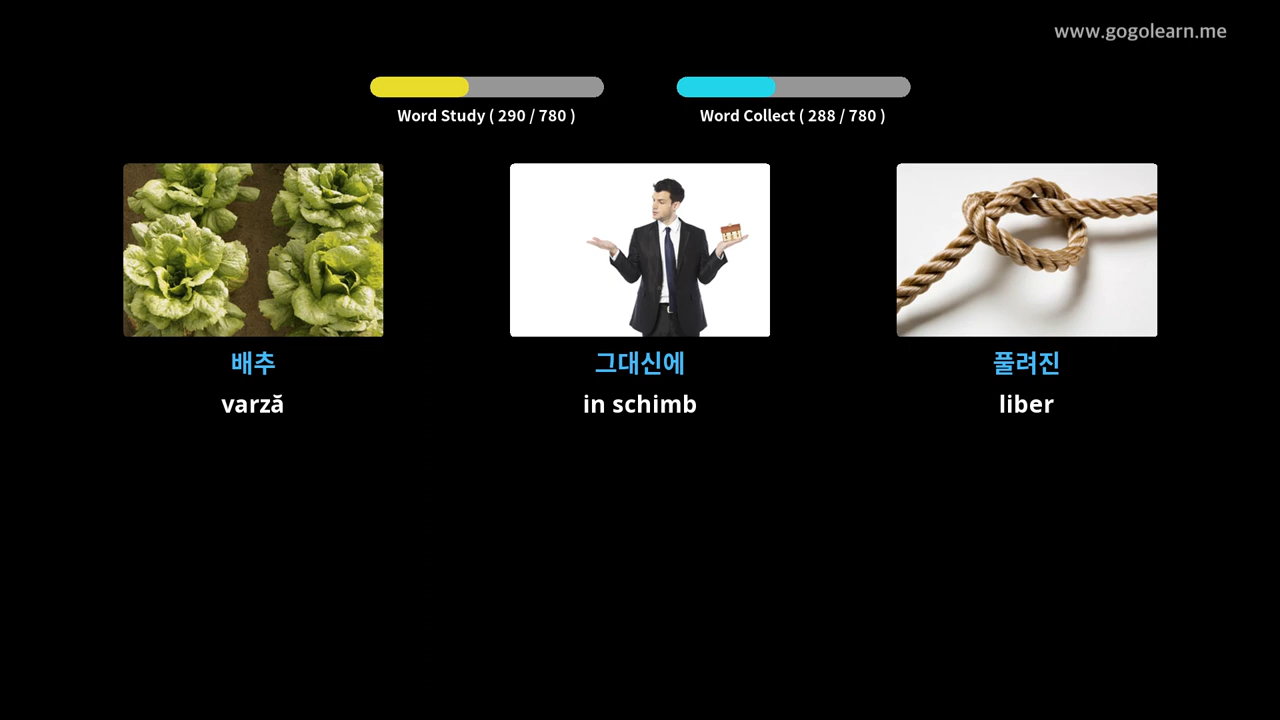 www.gogolearn.me
Word Study ( 290 / 780 )
Word Collect ( 288 / 780 )
배추
그대신에
풀려진
varză
in schimb
liber